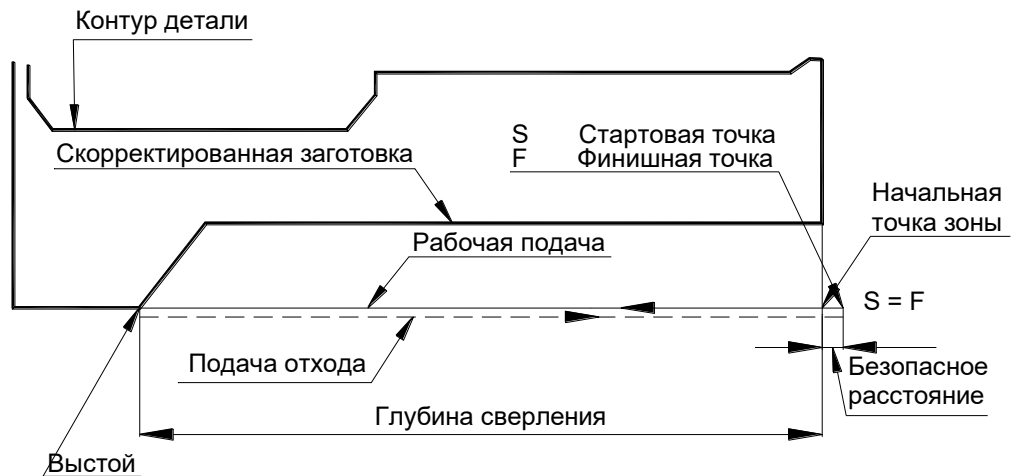 Контур детали
S Стартовая точка
Скорректированная заготовка
F Финишная точка
Начальная
точка зоны
Рабочая подача
S = F
Подача отхода
Безопасное
расстояние
Глубина сверления
Выстой